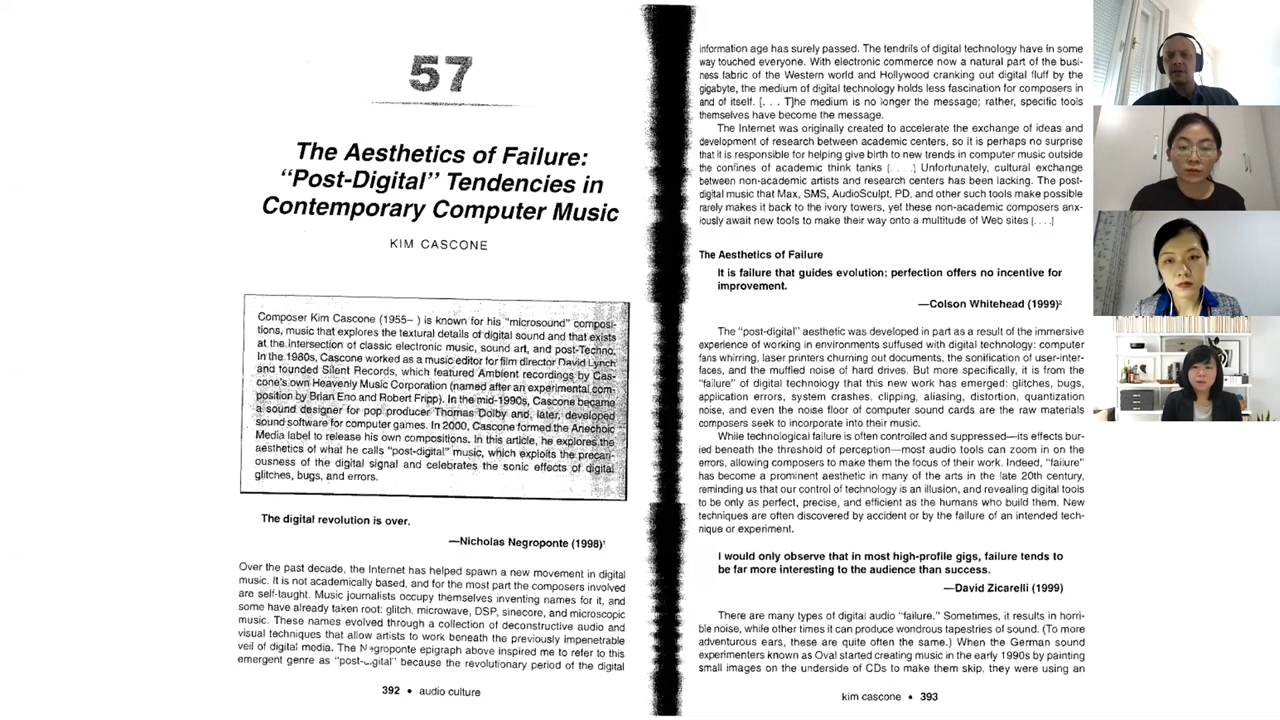 57
The Aesthetics of Failure:
“Post-Digital” Tendencies in
Contemporary Computer Music
KIM CASCONE
Composer Kim Cascone (1955– ) is known for his “microsound” composi-
tions, music that explores the textural details of digital sound and that exists
at the intersection of classic electronic music, sound art, and post-Techno.
In the 1980s, Cascone worked as a music editor for film director David Lynch
and founded Silent Records, which featured Ambient recordings by Cas-
cone's own Heavenly Music Corporation (named after an experimental com-
position by Brian Eno and Robert Fripp). In the mid-1990s, Cascone became
a sound designer for pop producer Thomas Dolby and, later, developed
sound software for computer games. In 2000, Cascone formed the Anechoic
Media label to release his own compositions. In this article, he explores the
aesthetics of what he calls “post-digital” music, which exploits the precari-
ousness of the digital signal and celebrates the sonic effects of digital
glitches, bugs, and errors.
The digital revolution is over.
—Nicholas Negroponte (1998)¹
Over the past decade, the Internet has helped spawn a new movement in digital
music. It is not academically based, and for the most part the composers involved
are self-taught. Music journalists occupy themselves inventing names for it, and
some have already taken root: glitch, microwave, DSP, sinecore, and microscopic
music. These names evolved through a collection of deconstructive audio and
visual techniques that allow artists to work beneath the previously impenetrable
veil of digital media. The Negroponte epigraph above inspired me to refer to this
emergent genre as “post-digital” because the revolutionary period of the digital
392 • audio culture
information age has surely passed. The tendrils of digital technology have in some
way touched everyone. With electronic commerce now a natural part of the busi-
ness fabric of the Western world and Hollywood cranking out digital fluff by the
gigabyte, the medium of digital technology holds less fascination for composers in
and of itself. [. . . T]he medium is no longer the message; rather, specific tools
themselves have become the message.
The Internet was originally created to accelerate the exchange of ideas and
development of research between academic centers, so it is perhaps no surprise
that it is responsible for helping give birth to new trends in computer music outside
the confines of academic think tanks [. . . .] Unfortunately, cultural exchange
between non-academic artists and research centers has been lacking. The post-
digital music that Max, SMS, AudioSculpt, PD, and other such tools make possible
rarely makes it back to the ivory towers, yet these non-academic composers anx-
iously await new tools to make their way onto a multitude of Web sites [. . . .]
The Aesthetics of Failure
It is failure that guides evolution; perfection offers no incentive for
improvement.
—Colson Whitehead (1999)²
The “post-digital” aesthetic was developed in part as a result of the immersive
experience of working in environments suffused with digital technology: computer
fans whirring, laser printers churning out documents, the sonification of user-inter-
faces, and the muffled noise of hard drives. But more specifically, it is from the
“failure” of digital technology that this new work has emerged: glitches, bugs,
application errors, system crashes, clipping, aliasing, distortion, quantization
noise, and even the noise floor of computer sound cards are the raw materials
composers seek to incorporate into their music.
While technological failure is often controlled and suppressed—its effects bur-
ied beneath the threshold of perception—most audio tools can zoom in on the
errors, allowing composers to make them the focus of their work. Indeed, “failure”
has become a prominent aesthetic in many of the arts in the late 20th century,
reminding us that our control of technology is an illusion, and revealing digital tools
to be only as perfect, precise, and efficient as the humans who build them. New
techniques are often discovered by accident or by the failure of an intended tech-
nique or experiment.
I would only observe that in most high-profile gigs, failure tends to
be far more interesting to the audience than success.
—David Zicarelli (1999)
There are many types of digital audio “failure.” Sometimes, it results in horri-
ble noise, while other times it can produce wondrous tapestries of sound. (To more
adventurous ears, these are quite often the same.) When the German sound
experimenters known as Oval started creating music in the early 1990s by painting
small images on the underside of CDs to make them skip, they were using an
kim cascone • 393